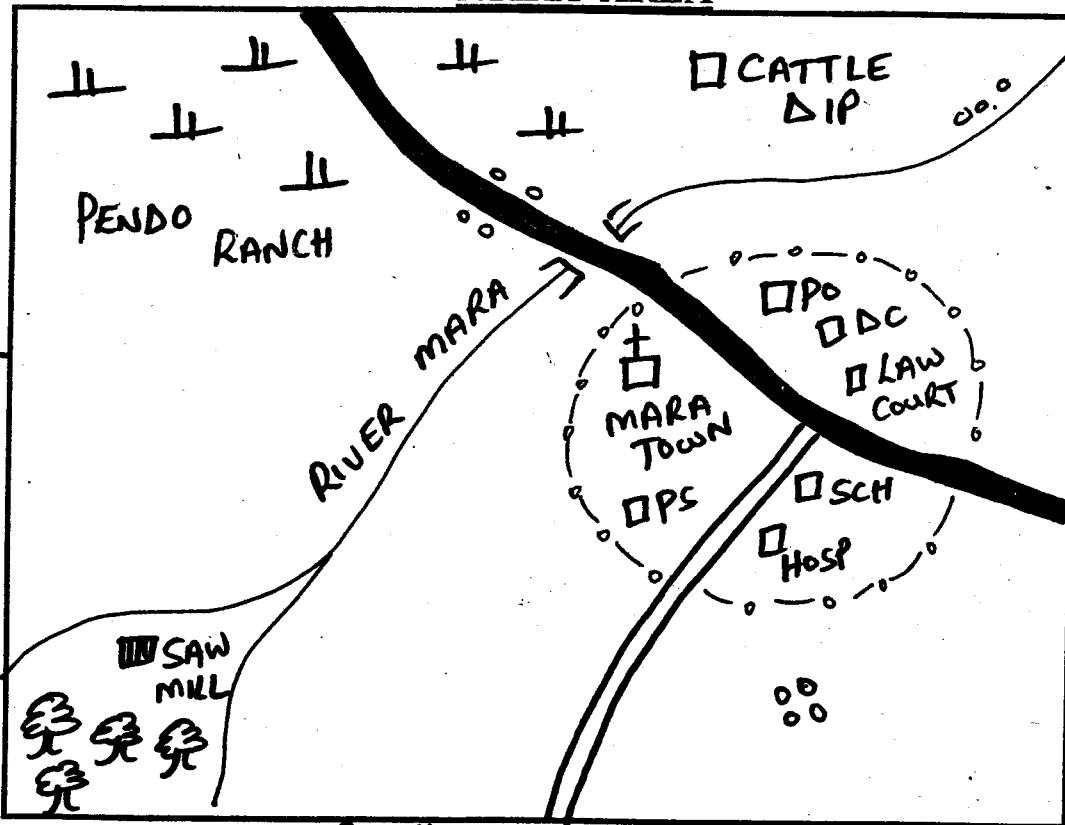 CATTLE
DIP
PENDO
RANCH
RIVER MARA
PO
DC
LAW
COURT
MARA
TOWN
PS
SCH
HOSP
SAW
MILL